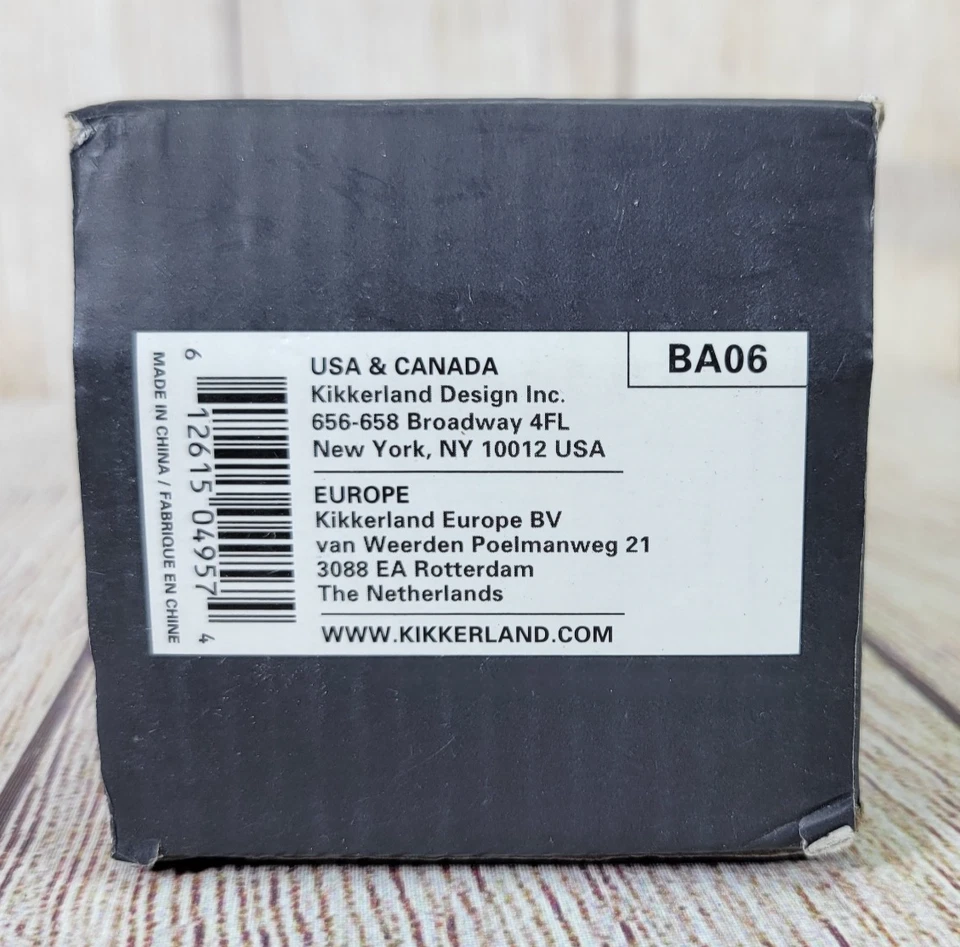 BA06
USA & CANADA
Kikkerland Design Inc.
656-658 Broadway 4FL
New York, NY 10012 USA
EUROPE
Kikkerland Europe BV
van Weerden Poelmanweg 21
3088 EA Rotterdam
The Netherlands
WWW.KIKKERLAND.COM
6 12615 04957 4
MADE IN CHINA / FABRIQUE EN CHINE